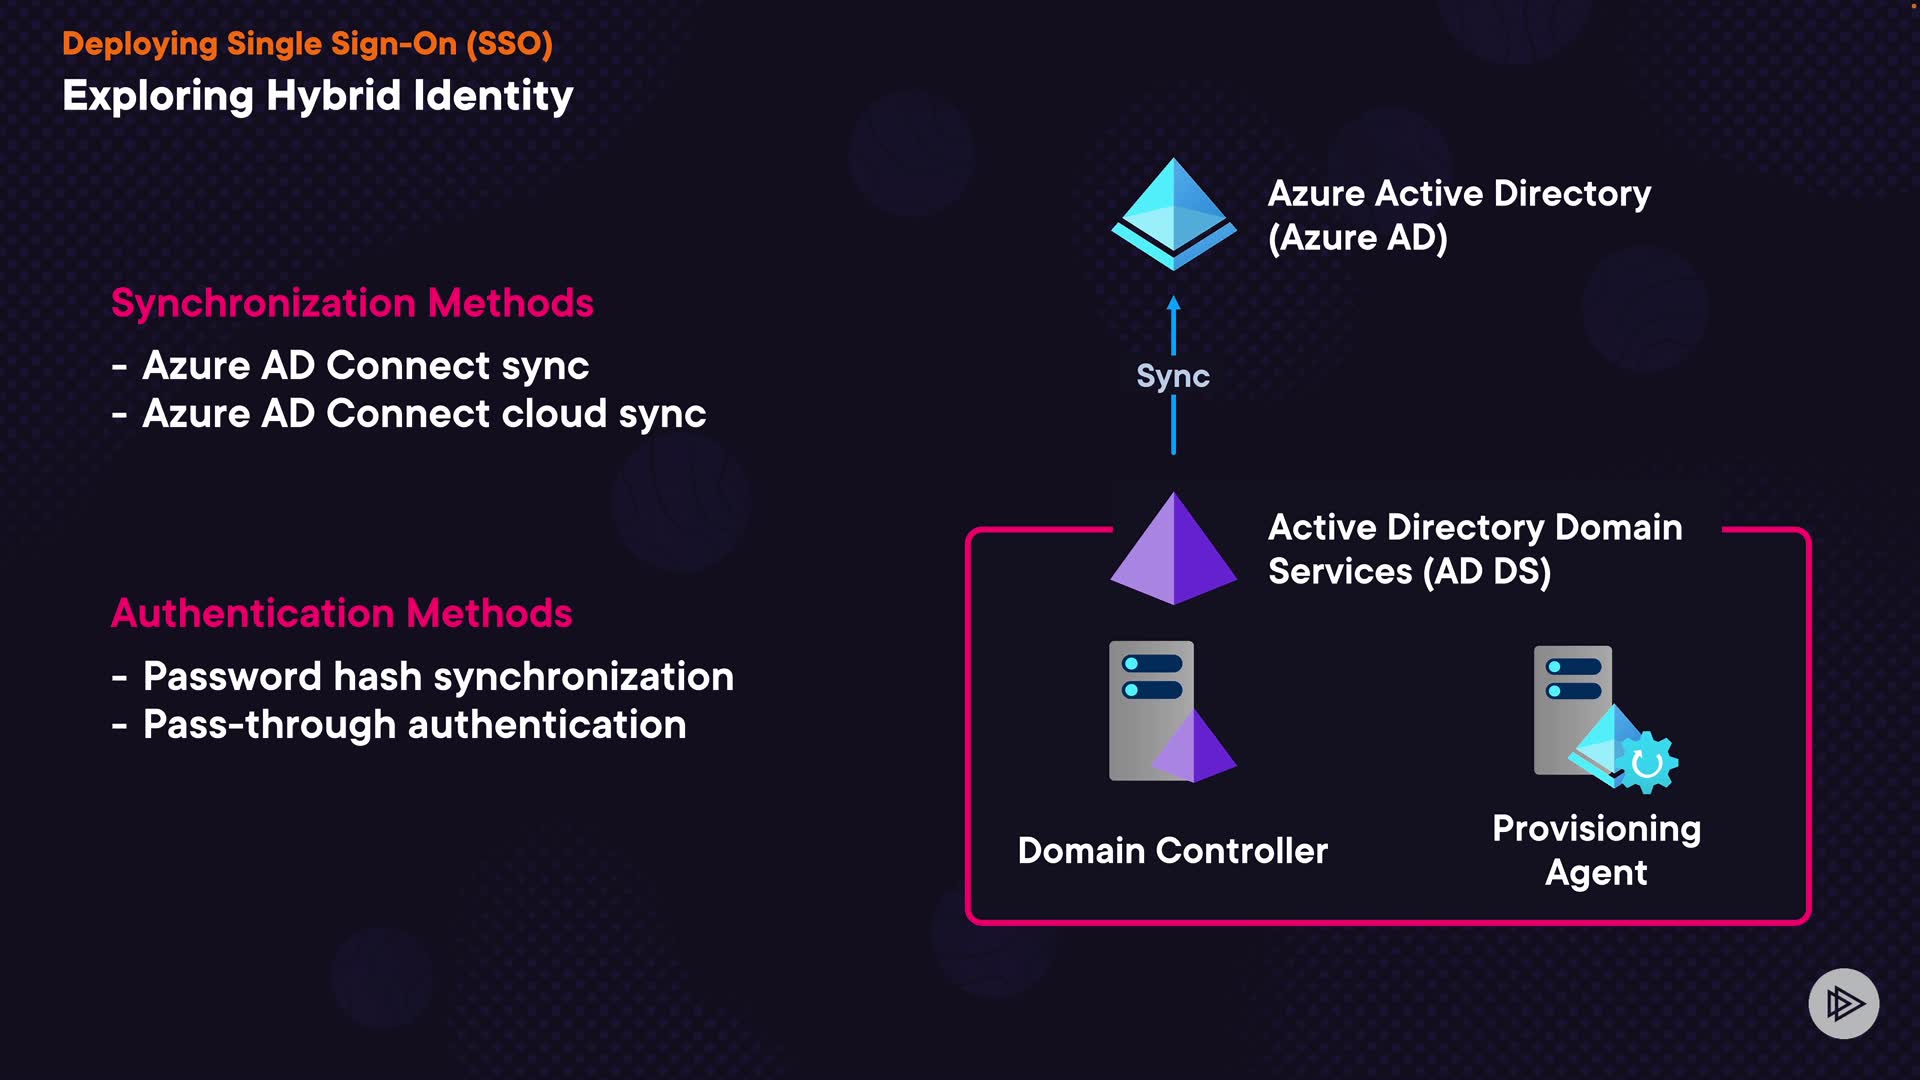 Deploying Single Sign-On (SSO)
Exploring Hybrid Identity
Synchronization Methods
- Azure AD Connect sync
- Azure AD Connect cloud sync
Authentication Methods
- Password hash synchronization
- Pass-through authentication
Azure Active Directory
(Azure AD)
Sync
Active Directory Domain
Services (AD DS)
Domain Controller
Provisioning
Agent